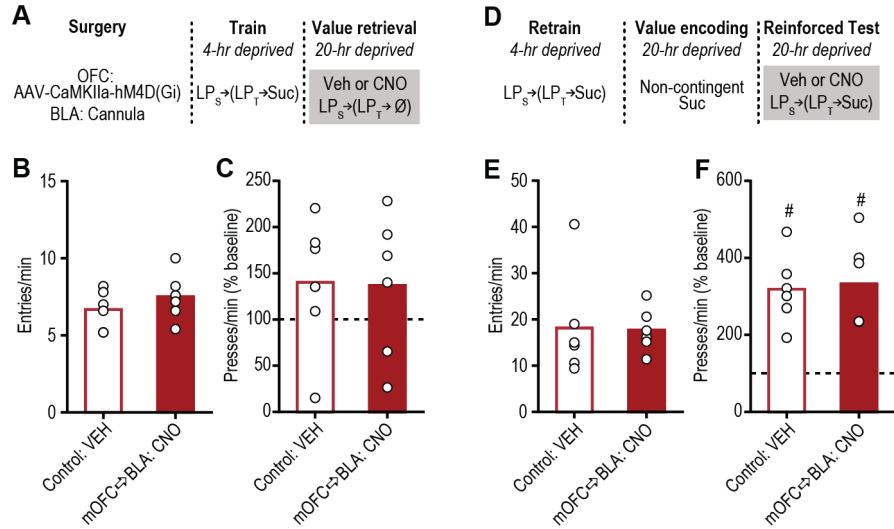 A
Surgery
Train
Value retrieval
4-hr deprived
20-hr deprived
OFC:
AAV-CaMKIIa-hM4D(Gi)
BLA: Cannula
LPS→(LPT→Suc)
Veh or CNO
LPS→(LPT→ Ø)
D
Retrain
Value encoding
Reinforced Test
4-hr deprived
20-hr deprived
20-hr deprived
LPS→(LPT→Suc)
Non-contingent
Suc
Veh or CNO
LPS→(LPT→Suc)
B
Entries/min
15
10
5
0
Control: VEH
mOFC→BLA: CNO
C
Presses/min (% baseline)
250
200
150
100
50
0
Control: VEH
mOFC→BLA: CNO
E
Entries/min
50
40
30
20
10
0
Control: VEH
mOFC→BLA: CNO
F
Presses/min (% baseline)
600
400
300
0
#
#
Control: VEH
mOFC→BLA: CNO